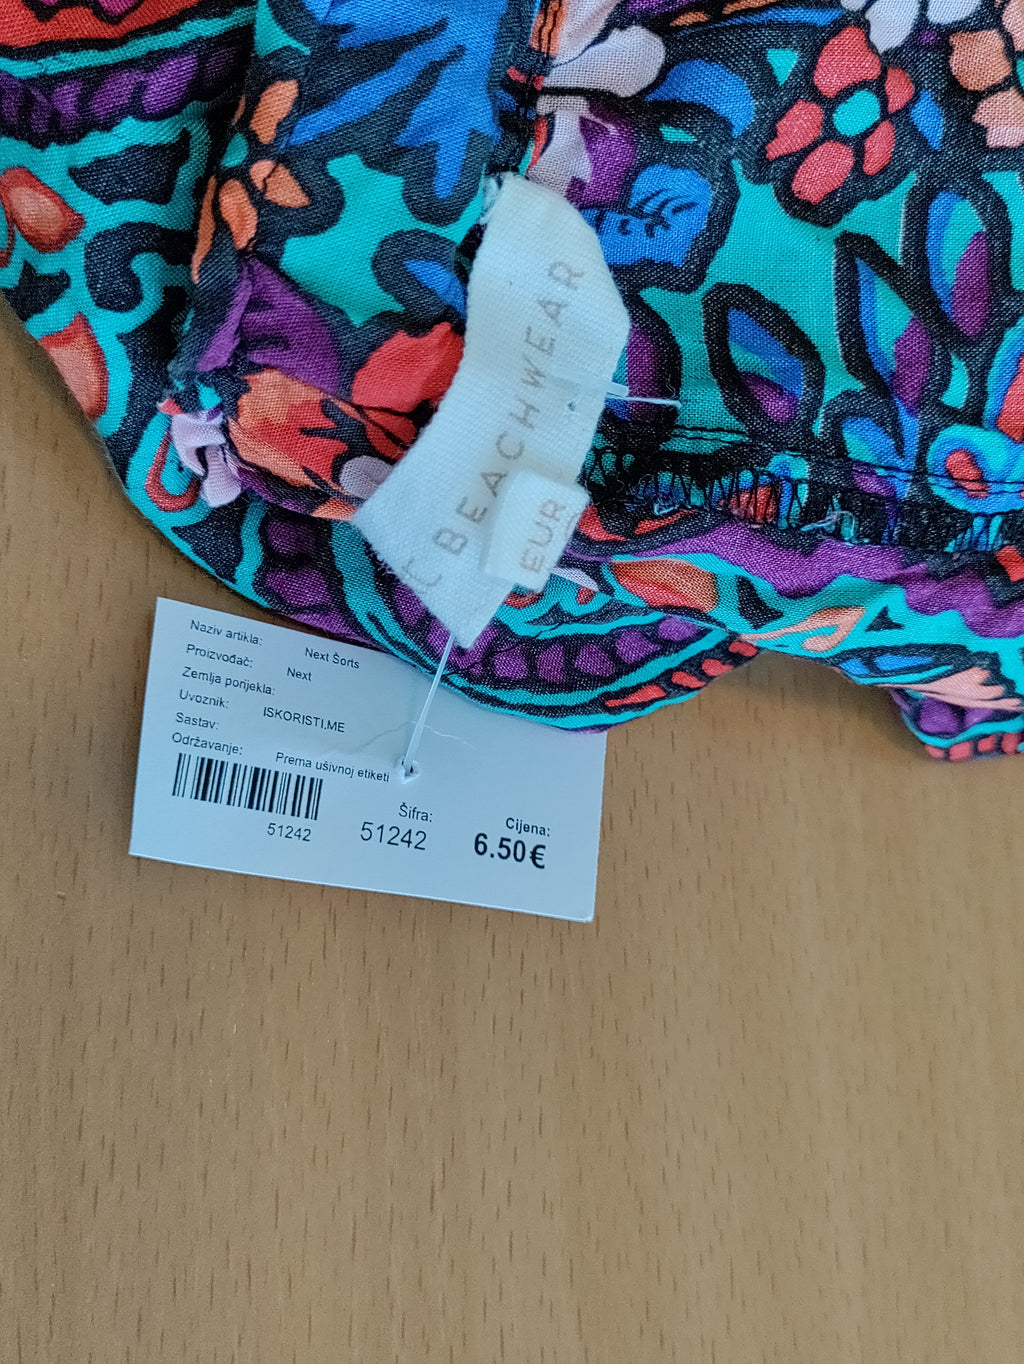 BEACHWEAR
EUR
Naziv artikla: Next Šorts
Proizvođač: Next
Zemlja porijekla:
Uvoznik: ISKORISTI.ME
Sastav:
Održavanje: Prema ušivnoj etiketi
51242
Šifra:
51242
Cijena:
6.50€